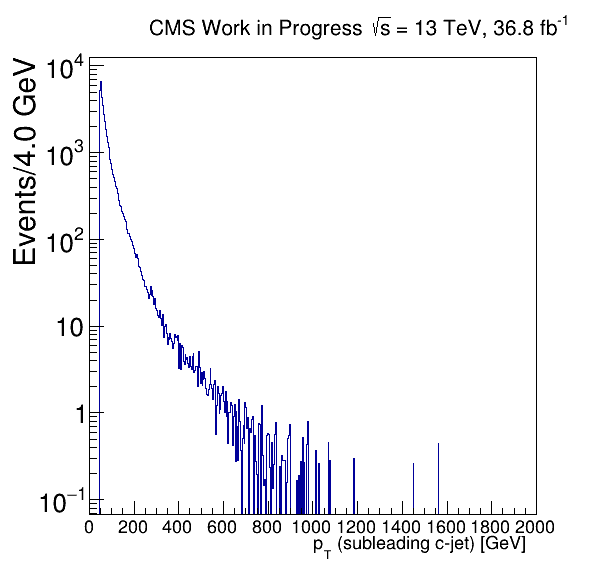 CMS Work in Progress √s = 13 TeV, 36.8 fb⁻¹
Events/4.0 GeV
10⁴
10³
10²
10
1
10⁻¹
0 200 400 600 800 1000 1200 1400 1600 1800 2000
p_T (subleading c-jet) [GeV]